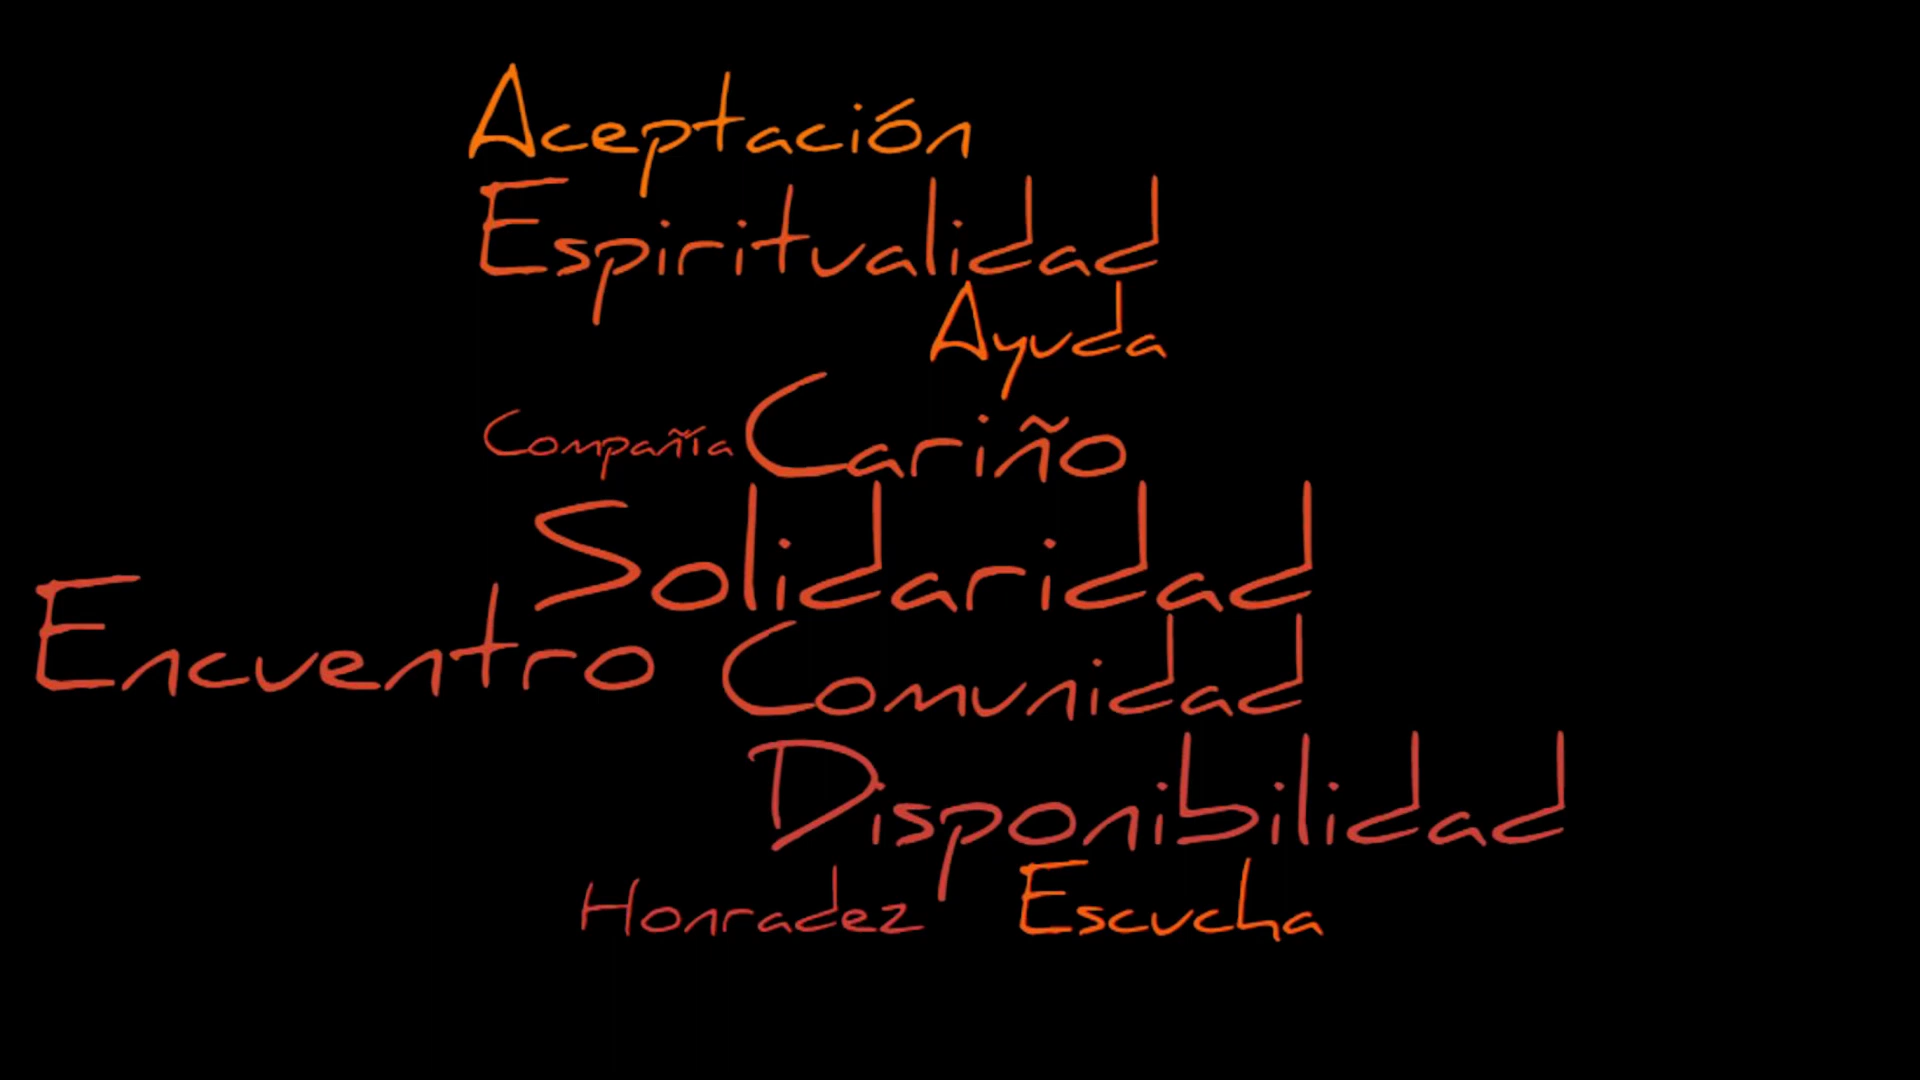 Aceptación
Espiritualidad
Ayuda
Compañía Cariño
Solidaridad
Encuentro Comunidad
Disponibilidad
Honradez Escucha